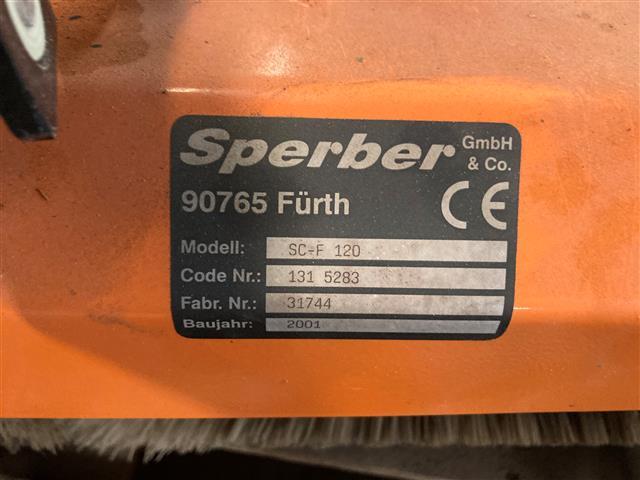 Sperber GmbH & Co.
90765 Fürth CE
Modell: SC-F 120
Code Nr.: 131 5283
Fabr. Nr.: 31744
Baujahr: 2001